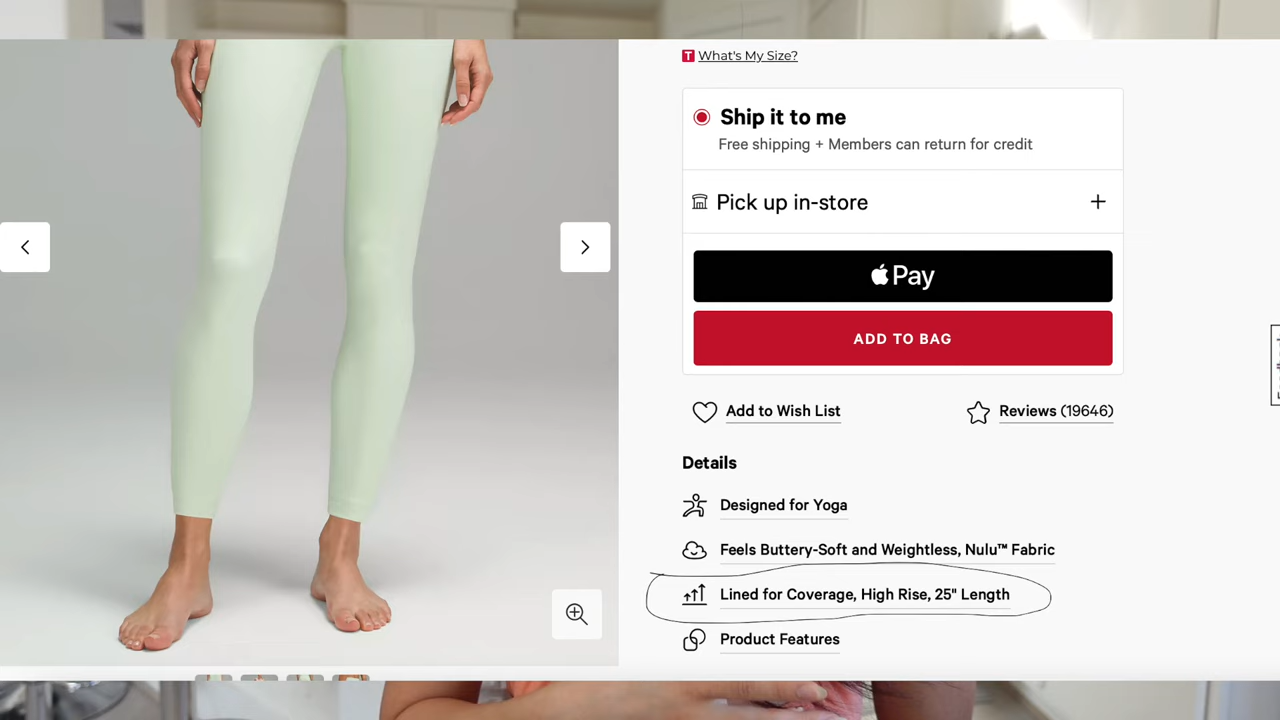 T What's My Size?
Ship it to me
Free shipping + Members can return for credit
Pick up in-store
Pay
ADD TO BAG
Add to Wish List
Reviews (19646)
Details
Designed for Yoga
Feels Buttery-Soft and Weightless, Nulu™ Fabric
Lined for Coverage, High Rise, 25" Length
Product Features